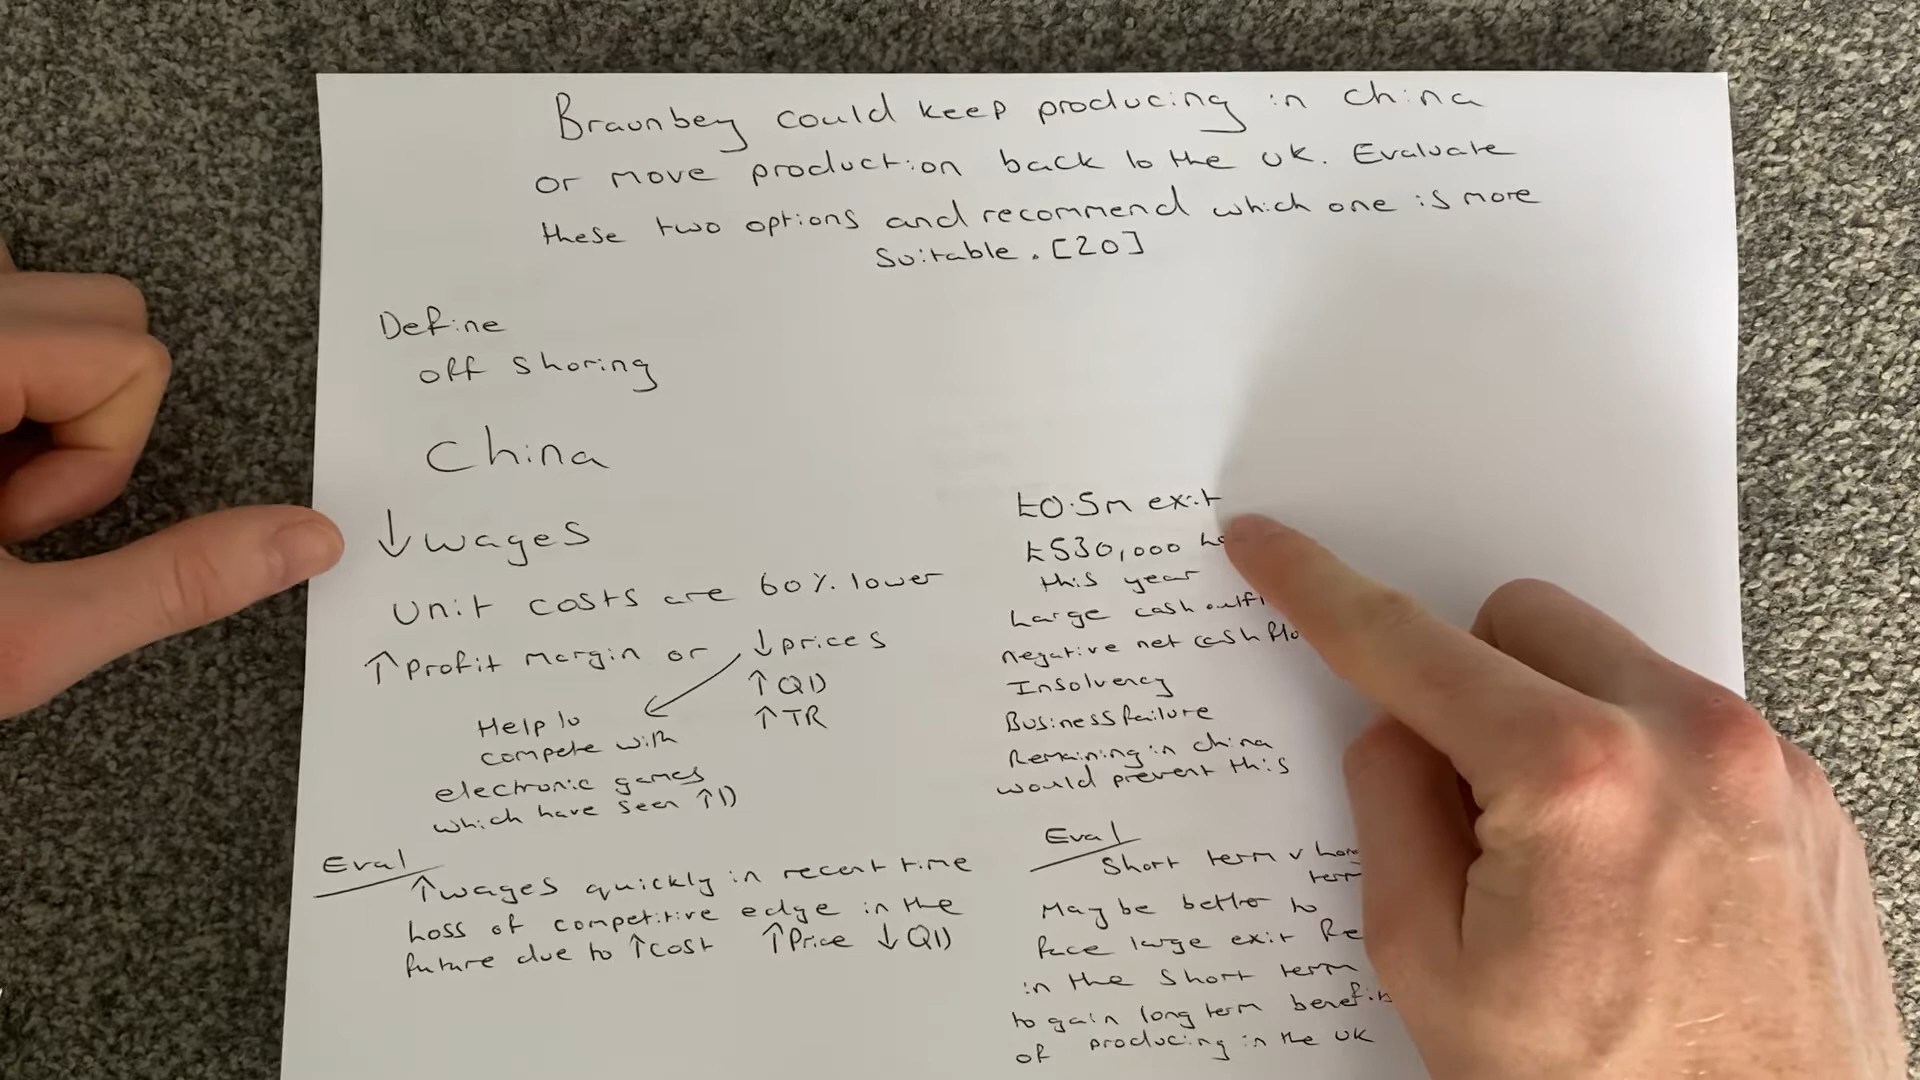 Braunbey could keep producing in china
or move production back to the UK. Evaluate
these two options and recommend which one is more
suitable. [20]
Define
off shoring
China
↓ wages
Unit costs are 60% lower
↑ profit margin or ↓ prices
↑ QD
↑ TR
Help to
compete with
electronic games
which have seen ↑ D
Eval
↑ wages quickly in recent time
Loss of competitive edge in the
future due to ↑ cost ↑ Price ↓ QD
£0.5m exit
£530,000
this year
Large cash
negative net cash
Insolvency
Business failure
Remaining in china
would prevent this
Eval
Short term v
term
May be better to
face large exit
in the short term
to gain long term
of producing in the UK